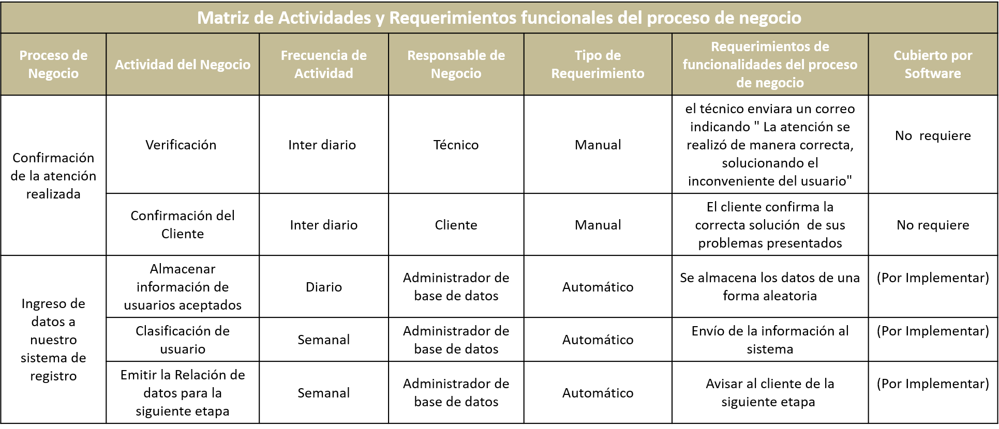 Matriz de Actividades y Requerimientos funcionales del proceso de negocio
Proceso de
Negocio
Actividad del Negocio
Frecuencia de
Actividad
Responsable de
Negocio
Tipo de
Requerimiento
Requerimientos de
funcionalidades del proceso
de negocio
Cubierto por
Software
Confirmación
de la atención
realizada
Verificación
Inter diario
Técnico
Manual
el técnico enviara un correo
indicando " La atención se
realizó de manera correcta,
solucionando el
inconveniente del usuario"
No  requiere
Confirmación del
Cliente
Inter diario
Cliente
Manual
El cliente confirma la
correcta solución  de sus
problemas presentados
No requiere
Ingreso de
datos a
nuestro
sistema de
registro
Almacenar
información de
usuarios aceptados
Diario
Administrador de
base de datos
Automático
Se almacena los datos de una
forma aleatoria
(Por Implementar)
Clasificación de
usuario
Semanal
Administrador de
base de datos
Automático
Envío de la información al
sistema
(Por Implementar)
Emitir la Relación de
datos para la
siguiente etapa
Semanal
Administrador de
base de datos
Automático
Avisar al cliente de la
siguiente etapa
(Por Implementar)